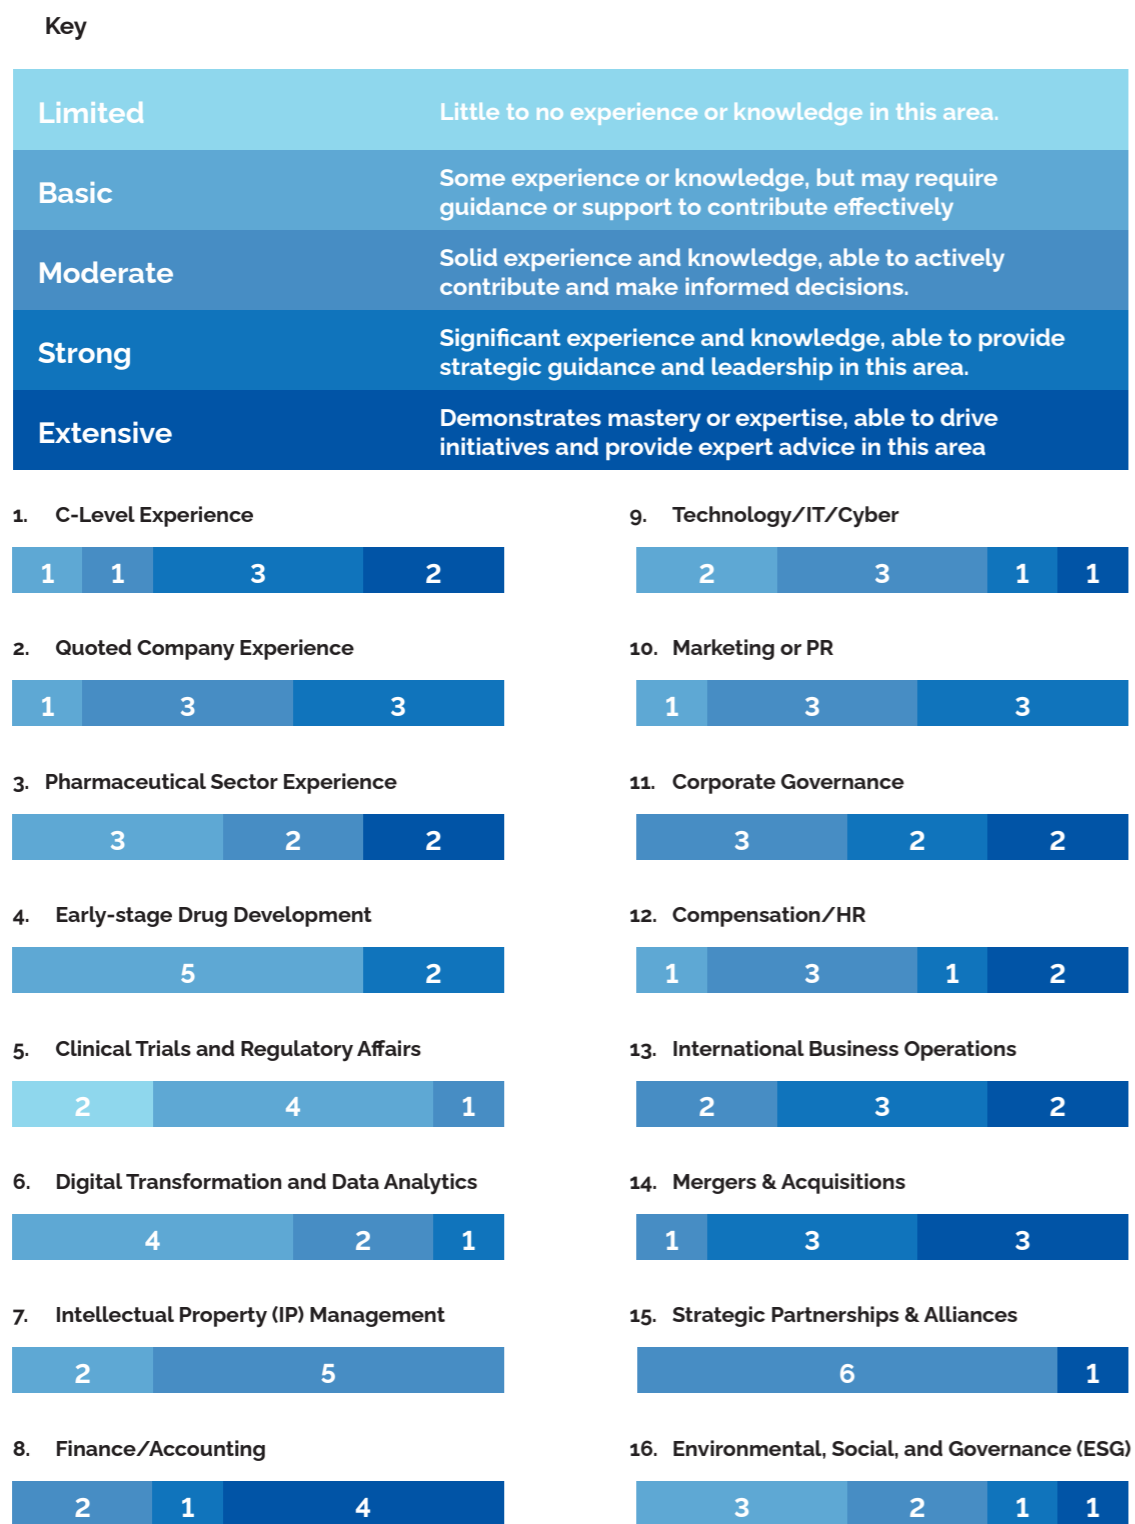 Key
Limited
Little to no experience or knowledge in this area.
Basic
Some experience or knowledge, but may require
guidance or support to contribute effectively
Moderate
Solid experience and knowledge, able to actively
contribute and make informed decisions.
Strong
Significant experience and knowledge, able to provide
strategic guidance and leadership in this area.
Extensive
Demonstrates mastery or expertise, able to drive
initiatives and provide expert advice in this area
1. C-Level Experience
1 1 3 2
2. Quoted Company Experience
1 3 3
3. Pharmaceutical Sector Experience
3 2 2
4. Early-stage Drug Development
5 2
5. Clinical Trials and Regulatory Affairs
2 4 1
6. Digital Transformation and Data Analytics
4 2 1
7. Intellectual Property (IP) Management
2 5
8. Finance/Accounting
2 1 4
9. Technology/IT/Cyber
2 3 1 1
10. Marketing or PR
1 3 3
11. Corporate Governance
3 2 2
12. Compensation/HR
1 3 1 2
13. International Business Operations
2 3 2
14. Mergers & Acquisitions
1 3 3
15. Strategic Partnerships & Alliances
6 1
16. Environmental, Social, and Governance (ESG)
3 2 1 1